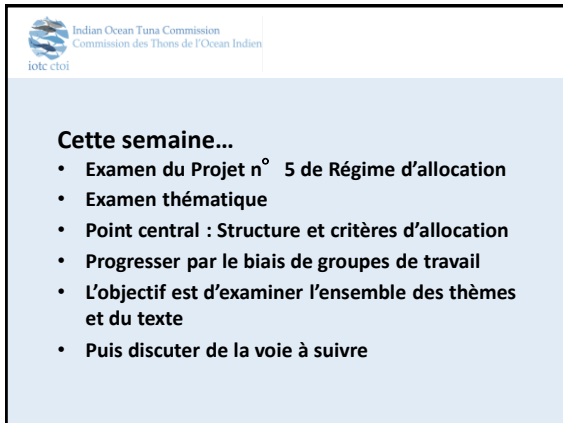 Indian Ocean Tuna Commission
Commission des Thons de l'Ocean Indien
iotc ctoi
Cette semaine…
• Examen du Projet n° 5 de Régime d'allocation
• Examen thématique
• Point central : Structure et critères d'allocation
• Progresser par le biais de groupes de travail
• L'objectif est d'examiner l'ensemble des thèmes
et du texte
• Puis discuter de la voie à suivre